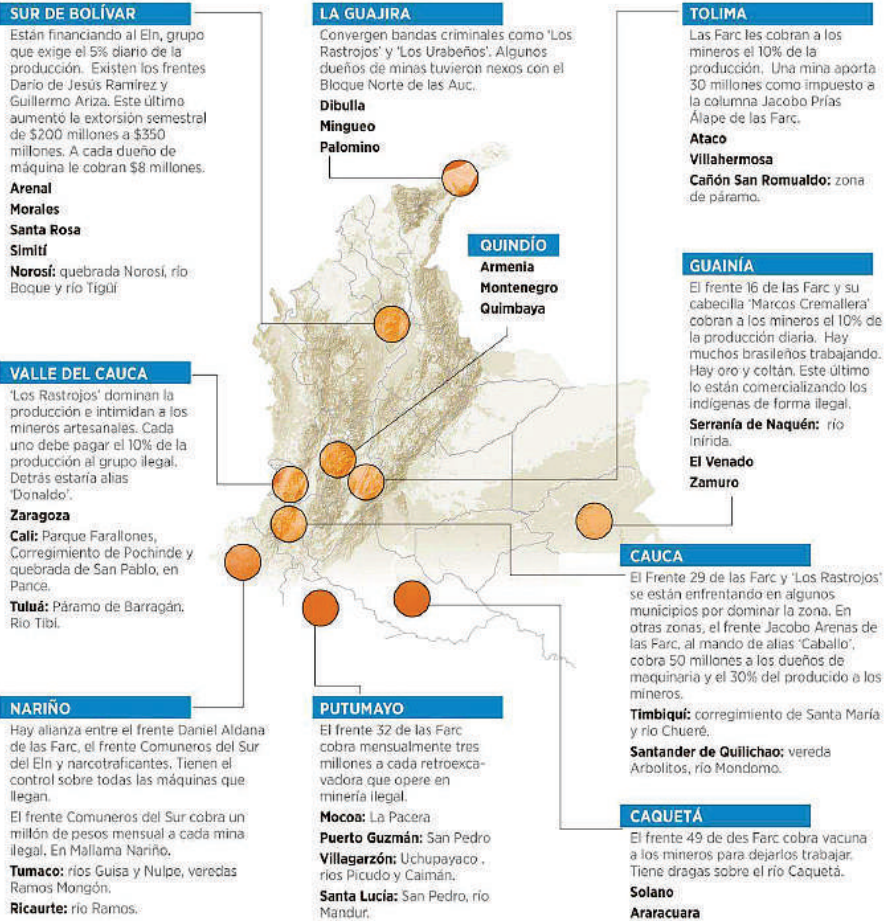 SUR DE BOLÍVAR
Están financiando al Eln, grupo
que exige el 5% diario de la
producción. Existen los frentes
Darío de Jesús Ramírez y
Guillermo Ariza. Este último
aumentó la extorsión semestral
de $200 millones a $350
millones. A cada dueño de
máquina le cobran $8 millones.
Arenal
Morales
Santa Rosa
Simití
Norosí: quebrada Norosí, río
Boque y río Tigüí
LA GUAJIRA
Convergen bandas criminales como 'Los
Rastrojos' y 'Los Urabeños'. Algunos
dueños de minas tuvieron nexos con el
Bloque Norte de las Auc.
Dibulla
Mingueo
Palomino
TOLIMA
Las Farc les cobran a los
mineros el 10% de la
producción. Una mina aporta
30 millones como impuesto a
la columna Jacobo Prías
Álape de las Farc.
Ataco
Villahermosa
Cañón San Romualdo: zona
de páramo.
QUINDÍO
Armenia
Montenegro
Quimbaya
GUAINÍA
El frente 16 de las Farc y su
cabecilla 'Marcos Cremallera'
cobran a los mineros el 10% de
la producción diaria. Hay
muchos brasileños trabajando.
Hay oro y coltán. Este último
lo están comercializando los
indígenas de forma ilegal.
Serranía de Naquén: río
Inírida.
El Venado
Zamuro
VALLE DEL CAUCA
'Los Rastrojos' dominan la
producción e intimidan a los
mineros artesanales. Cada
uno debe pagar el 10% de la
producción al grupo ilegal.
Detrás estaría alias
'Donaldo'.
Zaragoza
Cali: Parque Farallones,
Corregimiento de Pochinde y
quebrada de San Pablo, en
Pance.
Tuluá: Páramo de Barragán.
Río Tibi.
CAUCA
El Frente 29 de las Farc y 'Los Rastrojos'
se están enfrentando en algunos
municipios por dominar la zona. En
otras zonas, el frente Jacobo Arenas de
las Farc, al mando de alias 'Caballo',
cobra 50 millones a los dueños de
maquinaria y el 30% del producido a los
mineros.
Timbiquí: corregimiento de Santa María
y río Chueré.
Santander de Quilichao: vereda
Arbolitos, río Mondomo.
NARIÑO
Hay alianza entre el frente Daniel Aldana
de las Farc, el frente Comuneros del Sur
del Eln y narcotraficantes. Tienen el
control sobre todas las máquinas que
llegan.
El frente Comuneros del Sur cobra un
millón de pesos mensual a cada mina
ilegal. En Mallama Nariño.
Tumaco: ríos Guisa y Nulpe, veredas
Ramos Mongón.
Ricaurte: río Ramos.
PUTUMAYO
El frente 32 de las Farc
cobra mensualmente tres
millones a cada retroexca-
vadora que opere en
minería ilegal.
Mocoa: La Pacera
Puerto Guzmán: San Pedro
Villagarzón: Uchupayaco ,
ríos Picudo y Caimán.
Santa Lucía: San Pedro, río
Mandur.
CAQUETÁ
El frente 49 de des Farc cobra vacuna
a los mineros para dejarlos trabajar.
Tiene dragas sobre el río Caquetá.
Solano
Araracuara